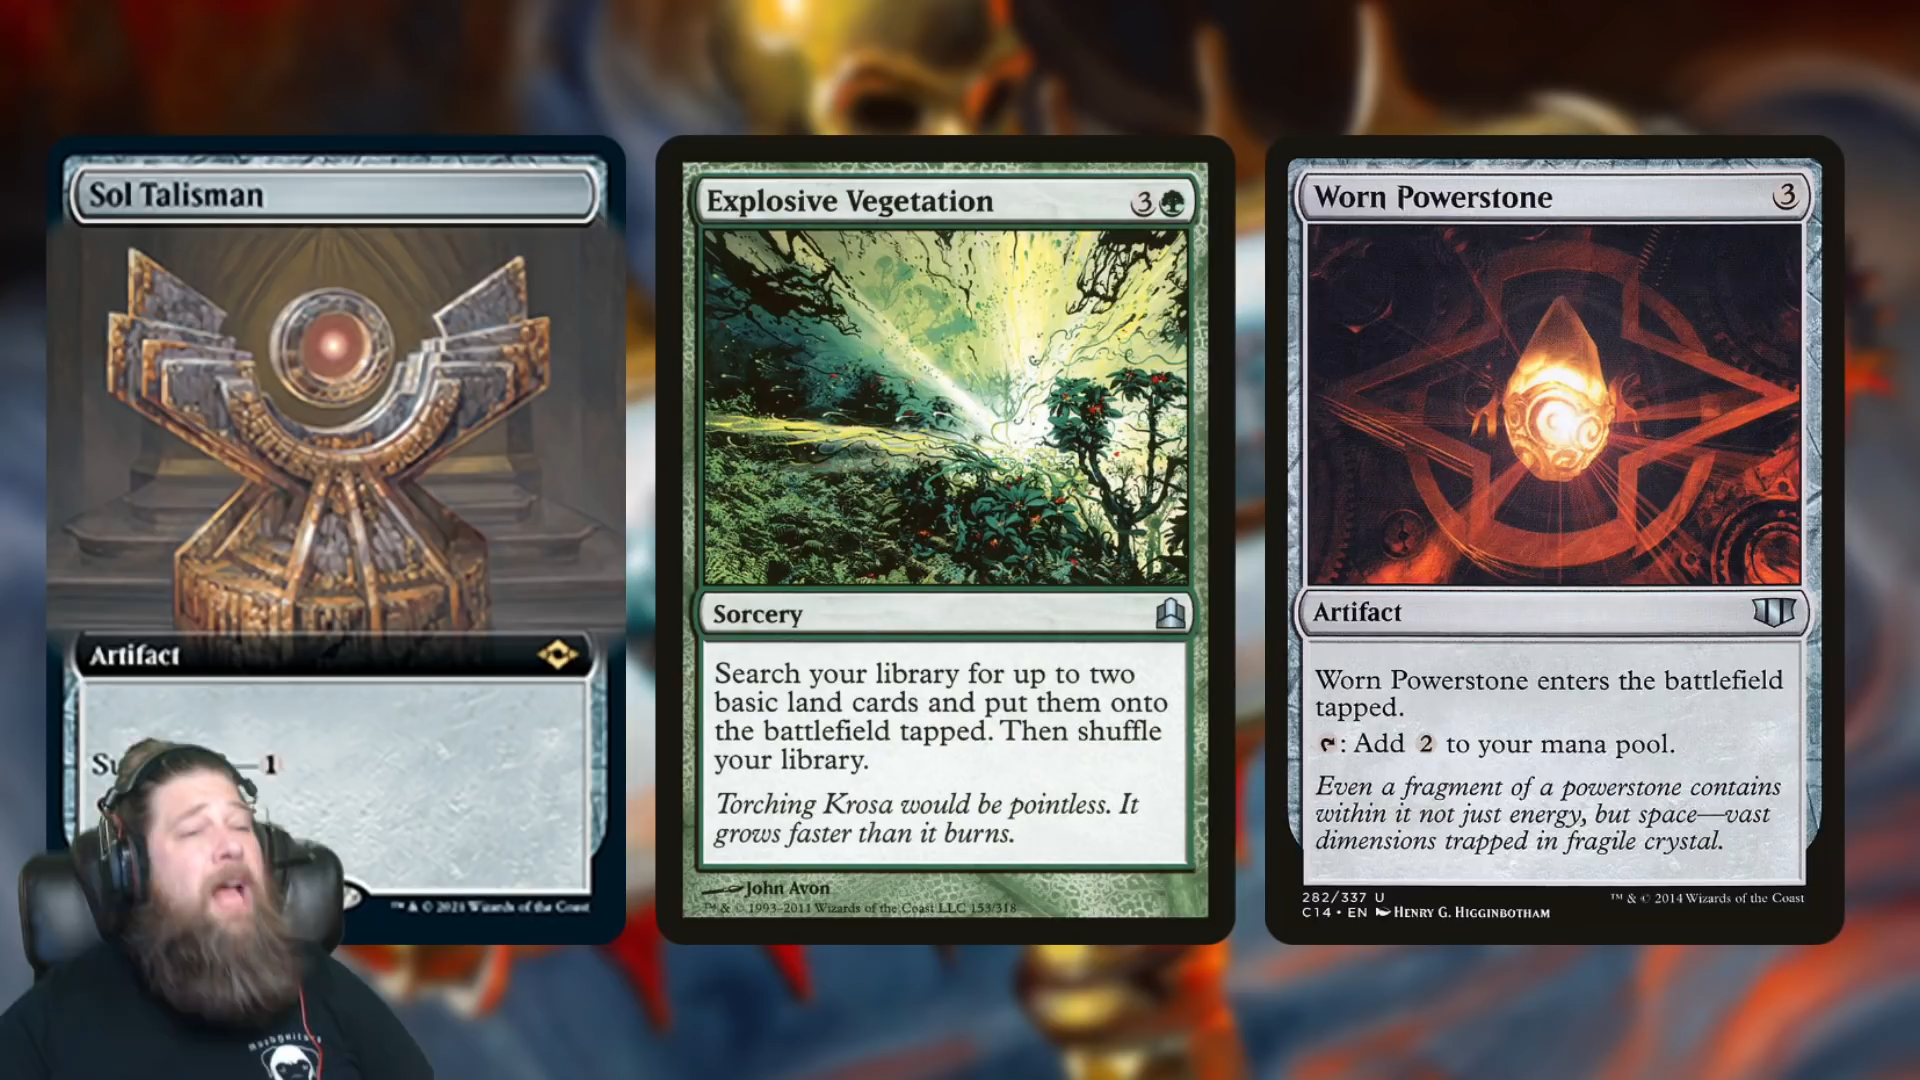 Sol Talisman
Artifact
1
™ & © 2021 Wizards of the Coast
Explosive Vegetation
3
Sorcery
Search your library for up to two
basic land cards and put them onto
the battlefield tapped. Then shuffle
your library.
Torching Krosa would be pointless. It
grows faster than it burns.
John Avon
™ & © 1993–2011 Wizards of the Coast LLC 153/318
Worn Powerstone
3
Artifact
Worn Powerstone enters the battlefield
tapped.
: Add 2 to your mana pool.
Even a fragment of a powerstone contains
within it not just energy, but space—vast
dimensions trapped in fragile crystal.
282/337 U
™ & © 2014 Wizards of the Coast
C14 • EN HENRY G. HIGGINBOTHAM